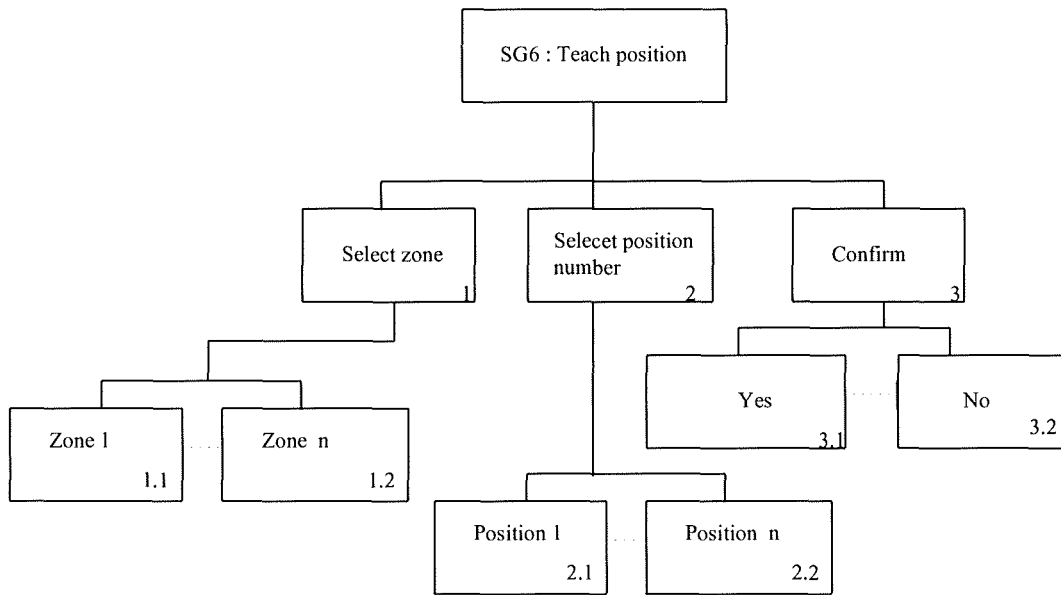 SG6 : Teach position
Select zone
1
Selecet position
number
2
Confirm
3
Zone 1
1.1
Zone n
1.2
Position 1
2.1
Position n
2.2
Yes
3.1
No
3.2